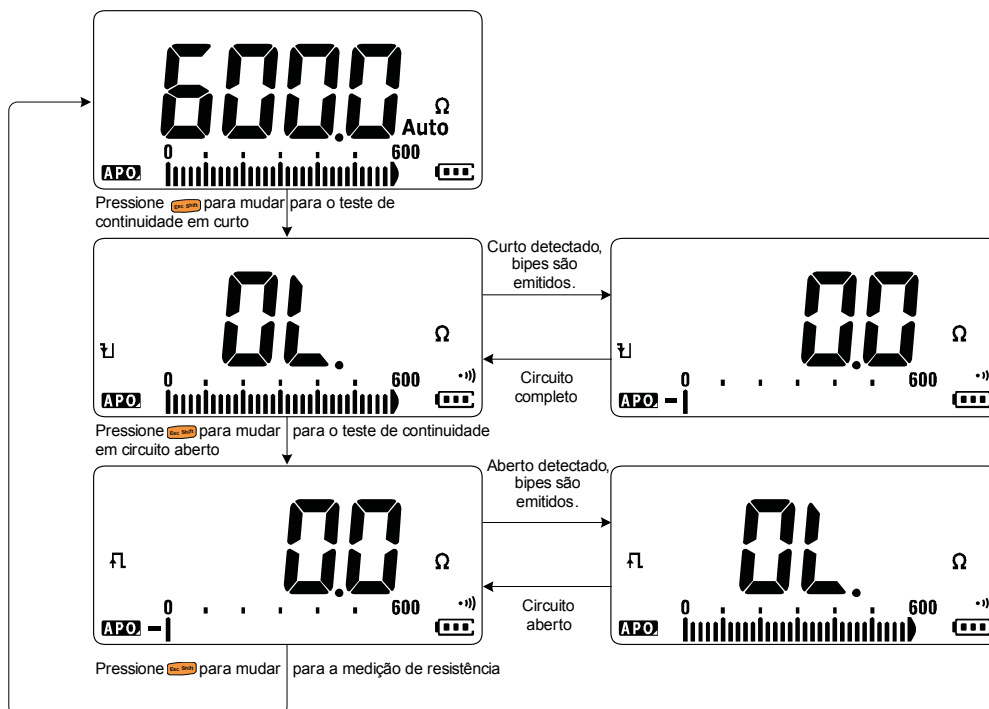 600.0 Ω
Auto
0 600
APO
Pressione Esc Shift para mudar para o teste de
continuidade em curto
OL. Ω
0 600
APO
Curto detectado,
bipes são
emitidos.
Circuito
completo
0.0 Ω
0 600
APO
Pressione Esc Shift para mudar para o teste de continuidade
em circuito aberto
0.0 Ω
0 600
APO
Aberto detectado,
bipes são
emitidos.
Circuito
aberto
OL. Ω
0 600
APO
Pressione Esc Shift para mudar para a medição de resistência